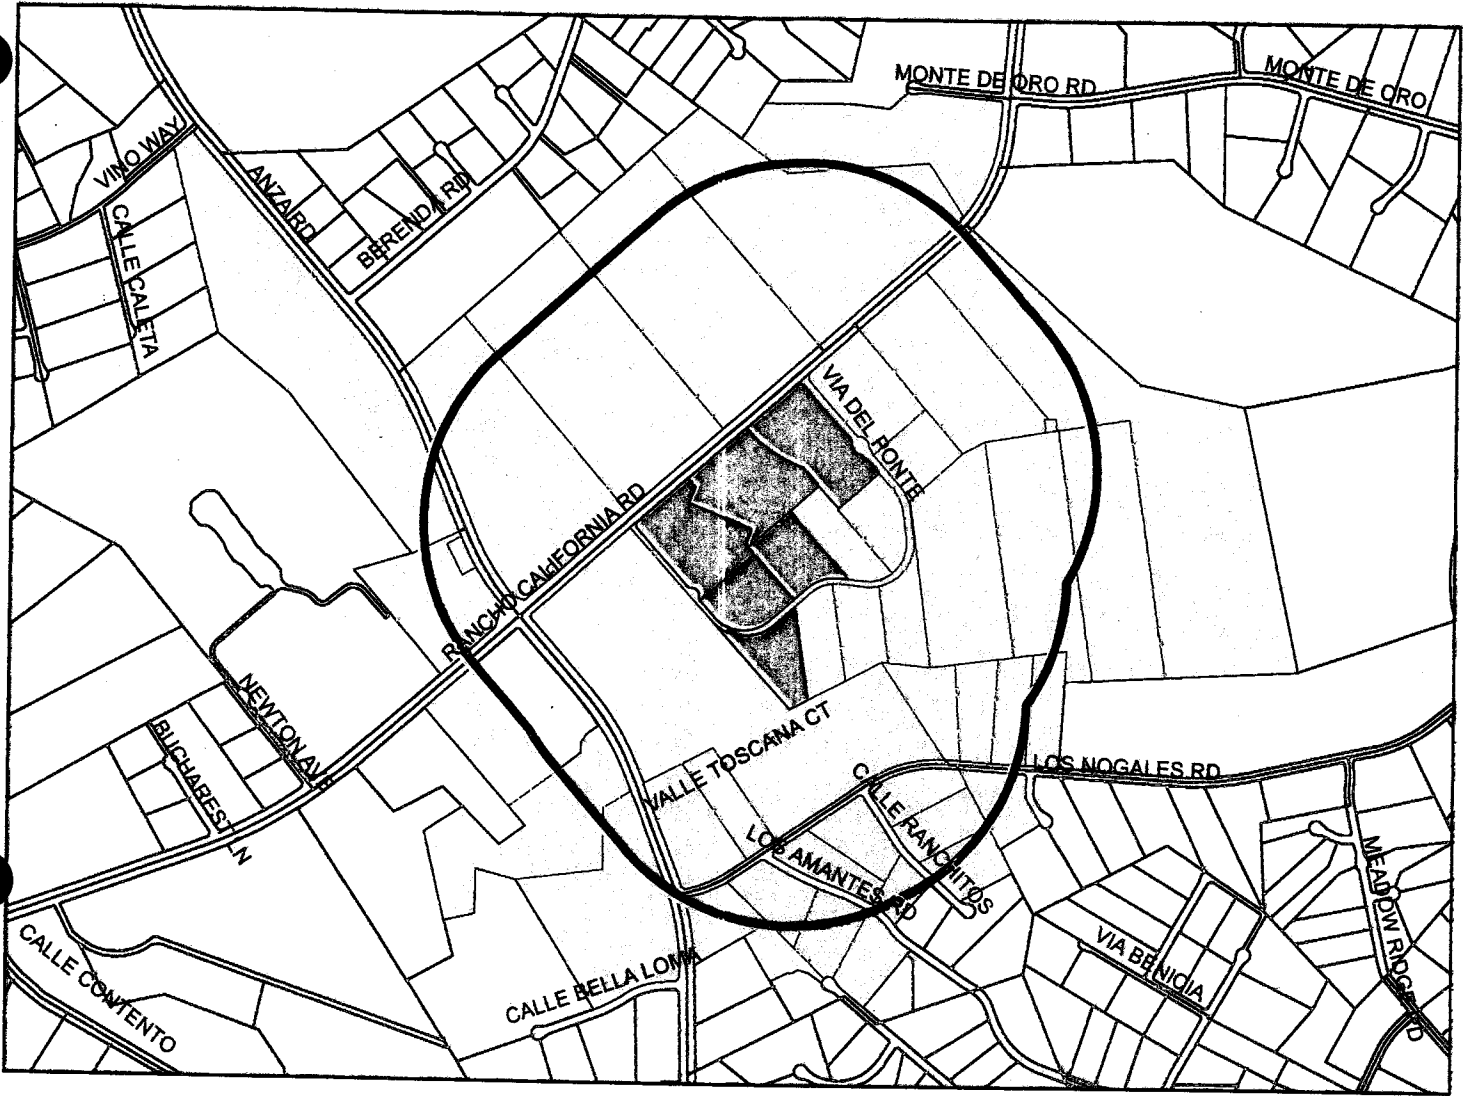 MONTE DE ORO RD
MONTE DE ORO
VINO WAY
ANZA RD
BERENDA RD
CALLE CALETA
VIA DEL PONTE
RANCHO CALIFORNIA RD
NEWTON AVE
BUCHAREST LN
VALLE TOSCANA CT
LOS NOGALES RD
CALLE RANCHITOS
LOS AMANTES RD
MEADOW RIDGE RD
CALLE CONTENTO
CALLE BELLA LOMA
VIA BENICIA